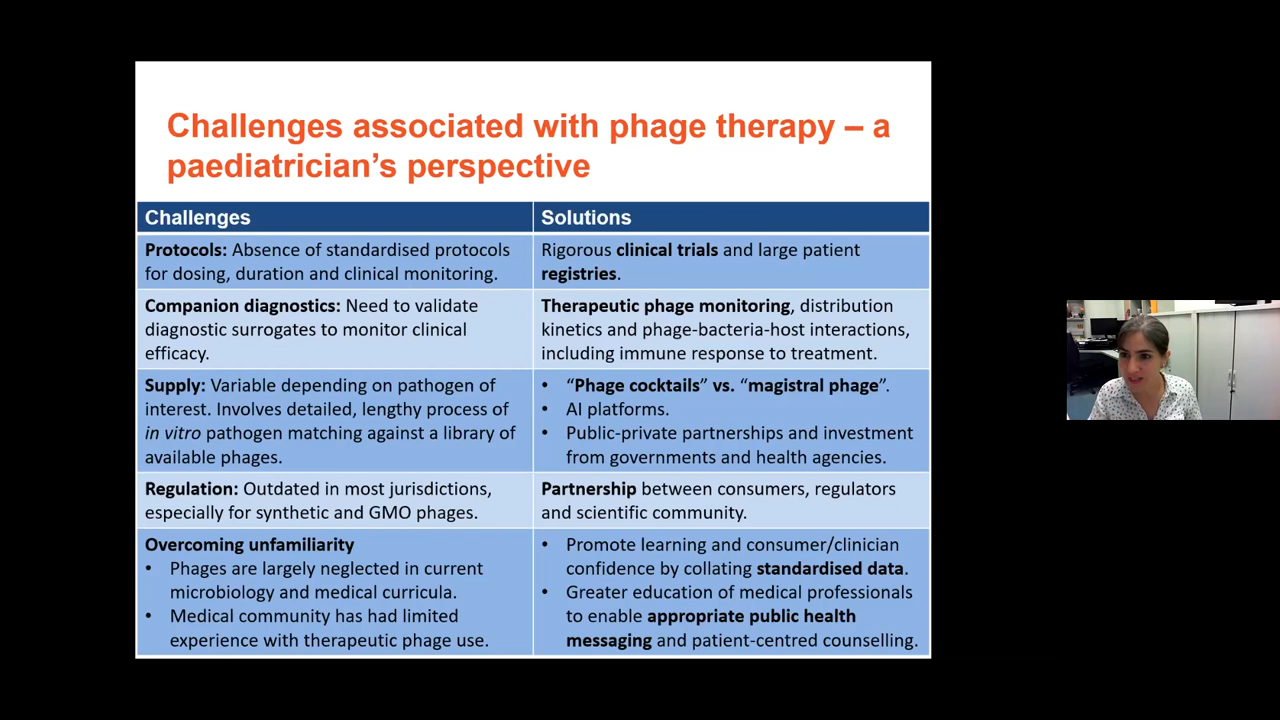 Challenges associated with phage therapy – a
paediatrician's perspective
Challenges
Solutions
Protocols: Absence of standardised protocols
for dosing, duration and clinical monitoring.
Rigorous clinical trials and large patient
registries.
Companion diagnostics: Need to validate
diagnostic surrogates to monitor clinical
efficacy.
Therapeutic phage monitoring, distribution
kinetics and phage-bacteria-host interactions,
including immune response to treatment.
Supply: Variable depending on pathogen of
interest. Involves detailed, lengthy process of
in vitro pathogen matching against a library of
available phages.
• “Phage cocktails” vs. “magistral phage”.
• AI platforms.
• Public-private partnerships and investment
from governments and health agencies.
Regulation: Outdated in most jurisdictions,
especially for synthetic and GMO phages.
Partnership between consumers, regulators
and scientific community.
Overcoming unfamiliarity
• Phages are largely neglected in current
microbiology and medical curricula.
• Medical community has had limited
experience with therapeutic phage use.
• Promote learning and consumer/clinician
confidence by collating standardised data.
• Greater education of medical professionals
to enable appropriate public health
messaging and patient-centred counselling.